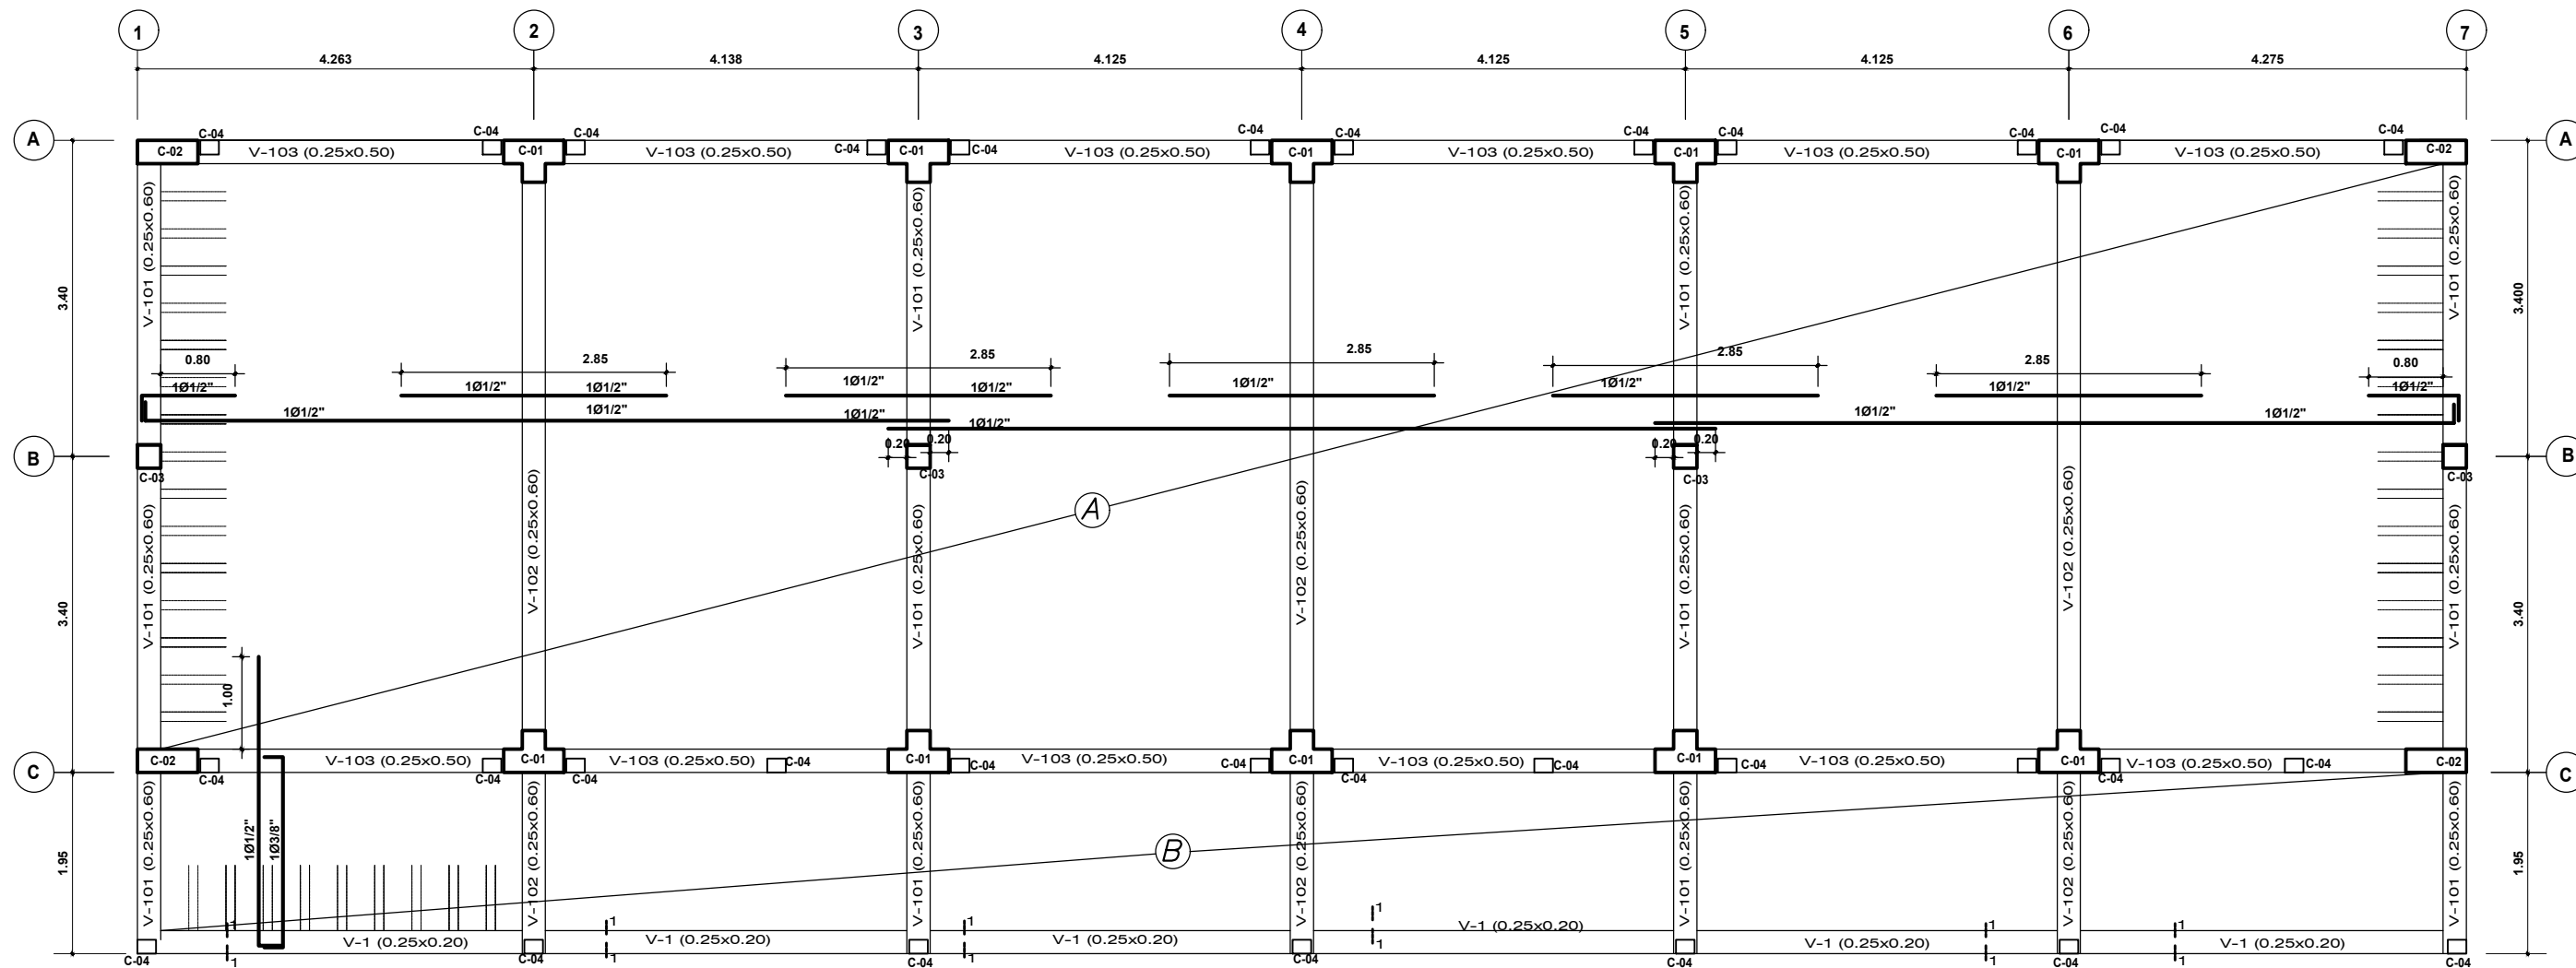 1 2 3 4 5 6 7
4.263 4.138 4.125 4.125 4.125 4.275
C-04 C-04 C-04 C-04 C-04 C-04 C-04 C-04 C-04 C-04 C-04 C-04
A C-02 C-01 C-01 C-01 C-01 C-01 C-02 A
V-103 (0.25x0.50) V-103 (0.25x0.50) V-103 (0.25x0.50) V-103 (0.25x0.50) V-103 (0.25x0.50) V-103 (0.25x0.50)
V-101 (0.25x0.60) V-101 (0.25x0.60) V-101 (0.25x0.60) V-101 (0.25x0.60)
3.40 3.400
0.80 2.85 2.85 2.85 2.85 2.85 0.80
1Ø1/2" 1Ø1/2" 1Ø1/2" 1Ø1/2" 1Ø1/2" 1Ø1/2" 1Ø1/2" 1Ø1/2" 1Ø1/2"
1Ø1/2" 1Ø1/2" 1Ø1/2" 1Ø1/2" 1Ø1/2" 1Ø1/2"
0.20 0.20 0.20 0.20
B B
C-03 C-03 C-03 C-03
A
V-101 (0.25x0.60) V-102 (0.25x0.60) V-101 (0.25x0.60) V-102 (0.25x0.60) V-101 (0.25x0.60) V-102 (0.25x0.60) V-101 (0.25x0.60)
3.40 3.40
1.00
C C-02 C-01 C-01 C-01 C-01 C-01 C-02 C
V-103 (0.25x0.50) V-103 (0.25x0.50) V-103 (0.25x0.50) V-103 (0.25x0.50) V-103 (0.25x0.50) V-103 (0.25x0.50)
C-04 C-04 C-04 C-04 C-04 C-04 C-04 C-04 C-04 C-04 C-04
1Ø1/2" 1Ø3/8"
B
V-101 (0.25x0.60) V-102 (0.25x0.60) V-101 (0.25x0.60) V-102 (0.25x0.60) V-101 (0.25x0.60) V-102 (0.25x0.60) V-101 (0.25x0.60)
1.95 1.95
1 1 1 1 1 1
V-1 (0.25x0.20) V-1 (0.25x0.20) V-1 (0.25x0.20) V-1 (0.25x0.20) V-1 (0.25x0.20) V-1 (0.25x0.20)
1 1 1 1 1 1
C-04 C-04 C-04 C-04 C-04 C-04 C-04